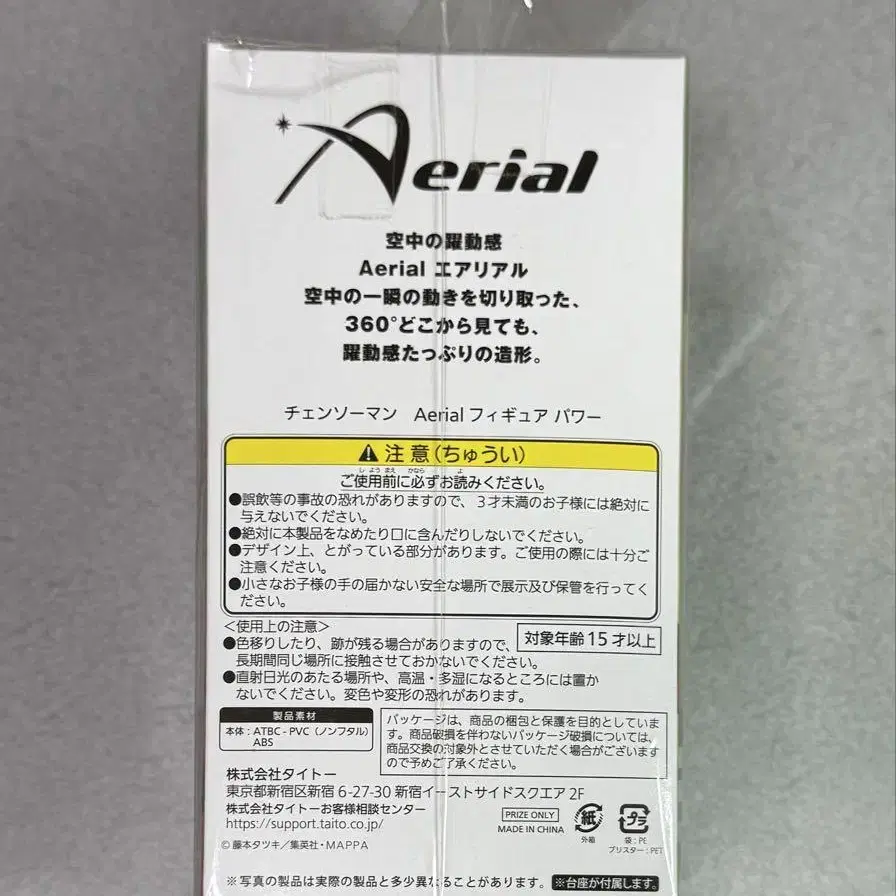 Aerial
空中の躍動感
Aerial エアリアル
空中の一瞬の動きを切り取った、
360°どこから見ても、
躍動感たっぷりの造形。
チェンソーマン Aerialフィギュア パワー
注意(ちゅうい)
しようまえ かなら よ
ご使用前に必ずお読みください。
●誤飲等の事故の恐れがありますので、3才未満のお子様には絶対に
与えないでください。
●絶対に本製品をなめたり口に含んだりしないでください。
●デザイン上、とがっている部分があります。ご使用の際には十分ご
注意ください。
●小さなお子様の手の届かない安全な場所で展示及び保管を行ってく
ださい。
<使用上の注意>
●色移りしたり、跡が残る場合がありますので、
長期間同じ場所に接触させておかないでください。
対象年齢15才以上
●直射日光のあたる場所や、高温・多湿になるところには置か
ないでください。変色や変形の恐れがあります。
製品素材
本体:ATBC-PVC(ノンフタル)
ABS
パッケージは、商品の梱包と保護を目的としていま
す。商品破損を伴わないパッケージ破損については、
商品交換の対象外とさせていただく場合がございます
ので予めご了承ください。
株式会社タイトー
東京都新宿区新宿 6-27-30 新宿イーストサイドスクエア 2F
株式会社タイトーお客様相談センター
https://support.taito.co.jp/
©藤本タツキ/集英社・MAPPA
PRIZE ONLY
MADE IN CHINA
紙
外箱
プラ
袋:PE
ブリスター:PET
※写真の製品は実際の製品と多少異なることがあります。
※台座が付属します。